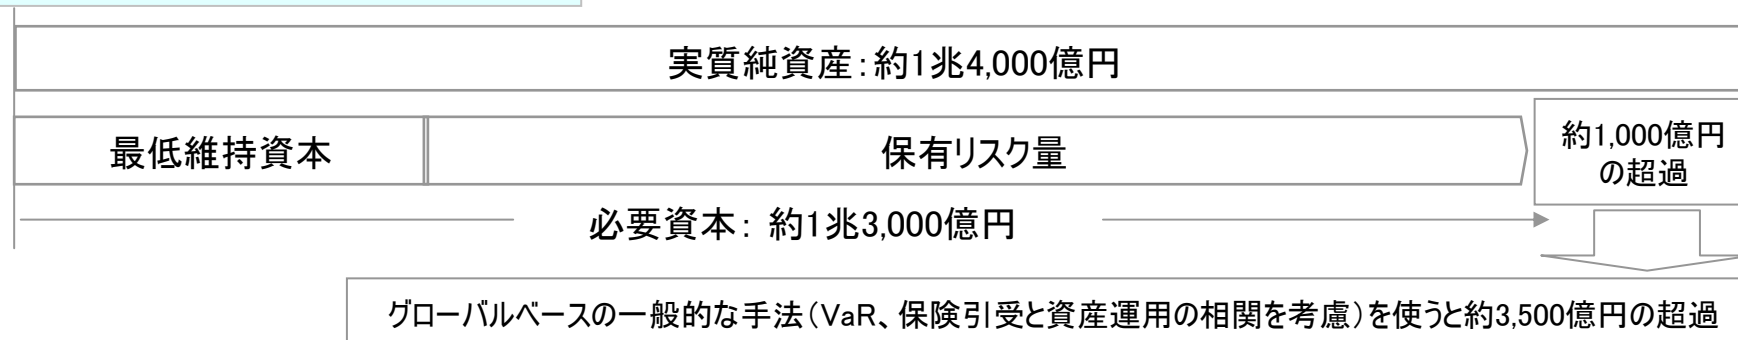 実質純資産：約1兆4,000億円
最低維持資本
保有リスク量
約1,000億円
の超過
必要資本： 約1兆3,000億円
グローバルベースの一般的な手法（VaR、保険引受と資産運用の相関を考慮）を使うと約3,500億円の超過